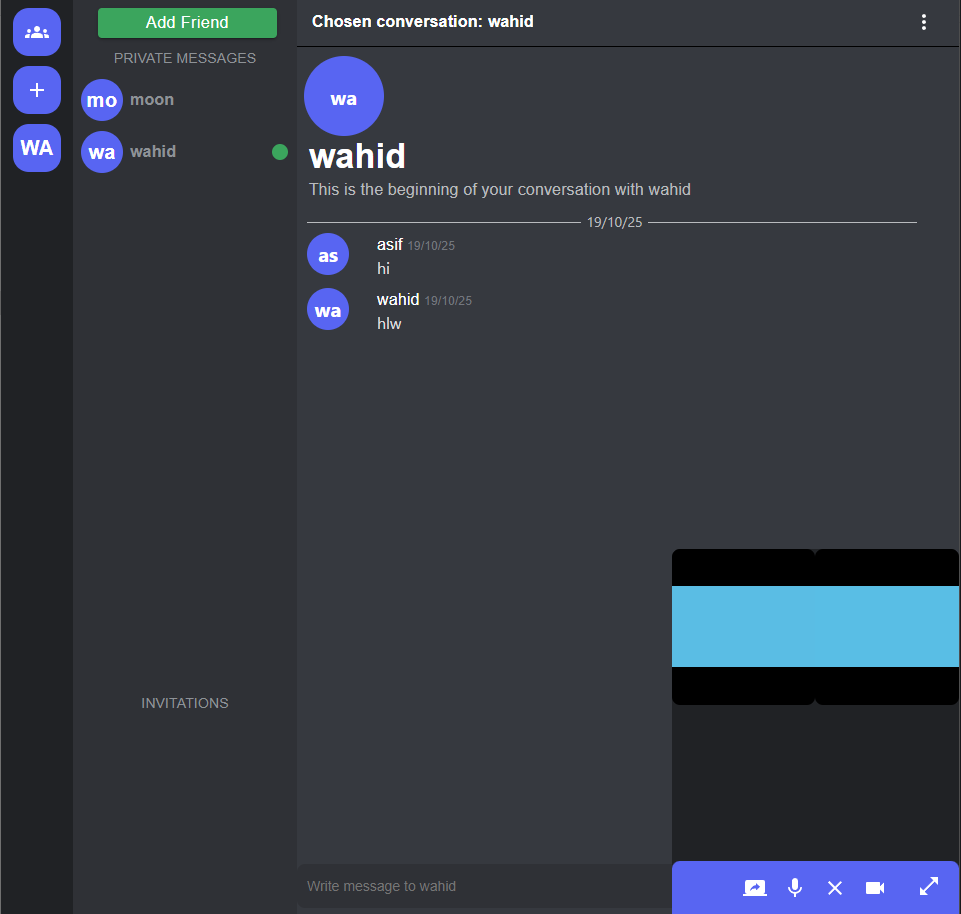 WA
Add Friend
PRIVATE MESSAGES
mo moon
wa wahid
INVITATIONS
Chosen conversation: wahid
wa
wahid
This is the beginning of your conversation with wahid
19/10/25
as asif 19/10/25
hi
wa wahid 19/10/25
hlw
Write message to wahid